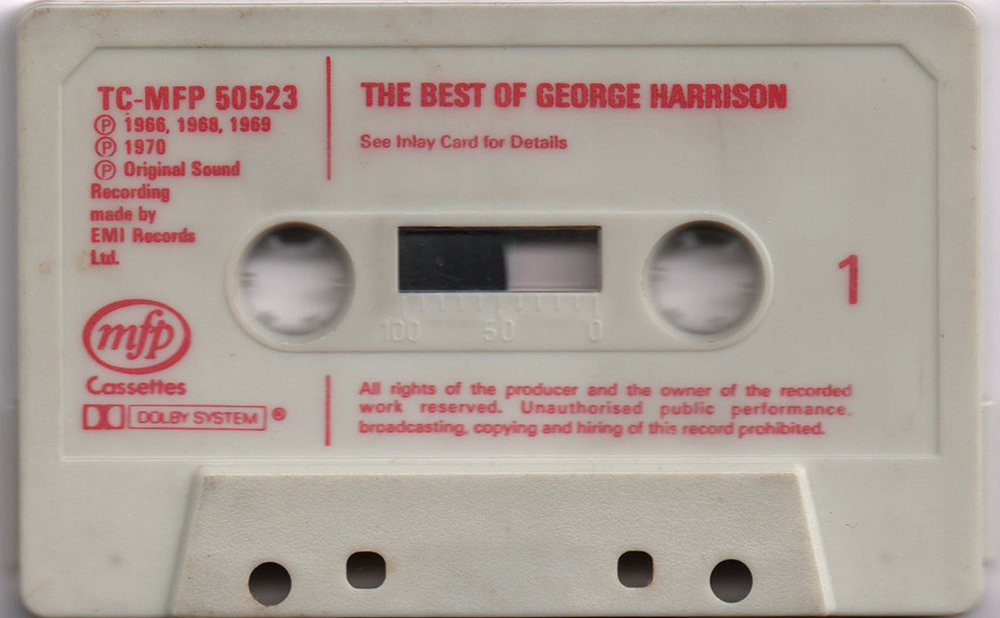 TC-MFP 50523
Ⓟ 1966, 1968, 1969
Ⓟ 1970
Ⓟ Original Sound
Recording
made by
EMI Records
Ltd.
mfp
Cassettes
DOLBY SYSTEM ®
THE BEST OF GEORGE HARRISON
See Inlay Card for Details
100 50 0
1
All rights of the producer and the owner of the recorded
work reserved. Unauthorised public performance,
broadcasting, copying and hiring of this record prohibited.